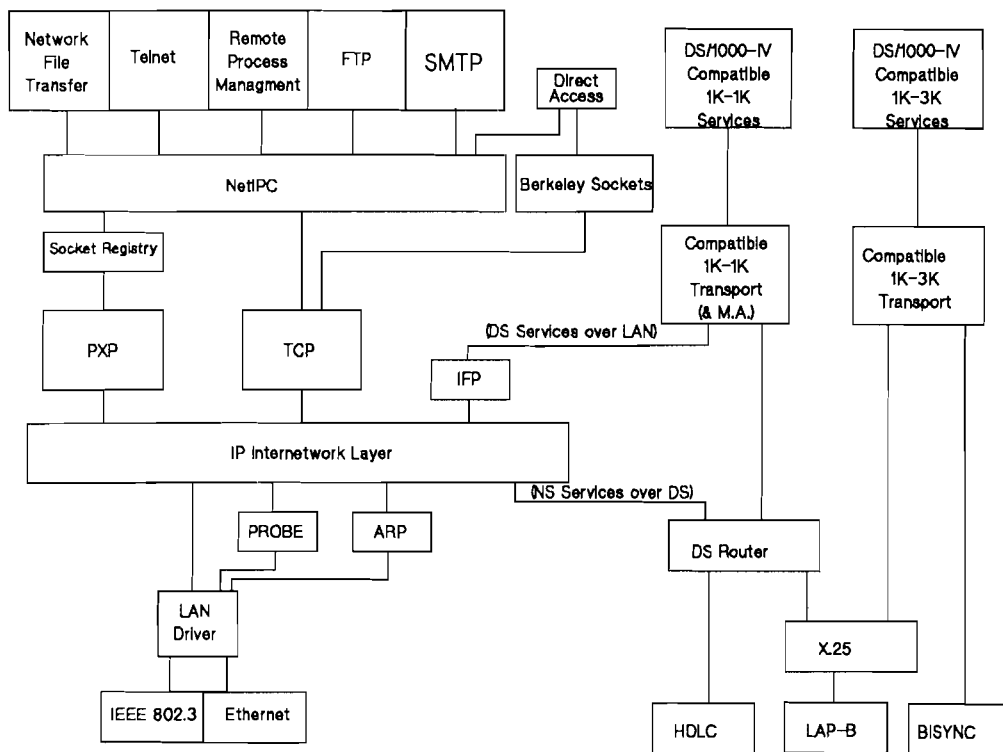 Network
File
Transfer
Telnet
Remote
Process
Managment
FTP
SMTP
Direct
Access
DS/1000-IV
Compatible
1K-1K
Services
DS/1000-IV
Compatible
1K-3K
Services
NetIPC
Berkeley Sockets
Socket Registry
Compatible
1K-1K
Transport
(& M.A.)
Compatible
1K-3K
Transport
PXP
TCP
(DS Services over LAN)
IFP
IP Internetwork Layer
(NS Services over DS)
PROBE
ARP
DS Router
LAN
Driver
X.25
IEEE 802.3
Ethernet
HDLC
LAP-B
BISYNC